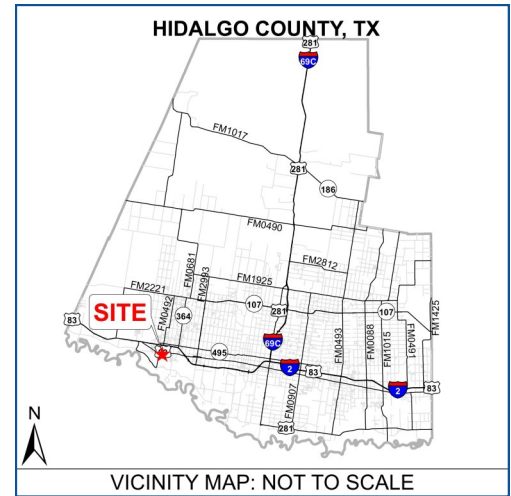 HIDALGO COUNTY, TX
281
69C
FM1017
281
186
FM0490
FM0681
FM2993
FM2812
FM2221
FM1925
FM0492
SITE
364
107
281
107
FM1425
83
69C
FM0493
FM0088
FM1015
FM0491
495
2
83
2
83
FM0907
281
N
VICINITY MAP: NOT TO SCALE